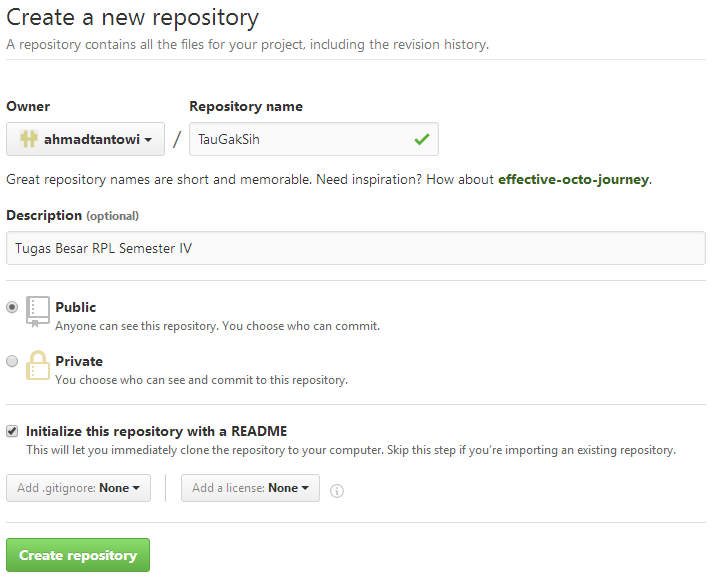 Create a new repository
A repository contains all the files for your project, including the revision history.
Owner
Repository name
ahmadtantowi
/
TauGakSih
Great repository names are short and memorable. Need inspiration? How about effective-octo-journey.
Description (optional)
Tugas Besar RPL Semester IV
Public
Anyone can see this repository. You choose who can commit.
Private
You choose who can see and commit to this repository.
Initialize this repository with a README
This will let you immediately clone the repository to your computer. Skip this step if you're importing an existing repository.
Add .gitignore: None
Add a license: None
Create repository